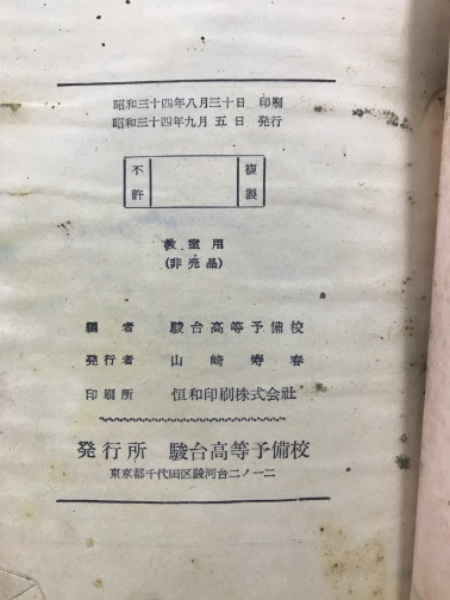 昭和三十四年八月三十日 印刷
昭和三十四年九月五日 発行
不許 複製
教室用
(非売品)
編者 駿台高等予備校
発行者 山崎寿春
印刷所 恒和印刷株式会社
発行所 駿台高等予備校
東京都千代田区駿河台二ノ一二